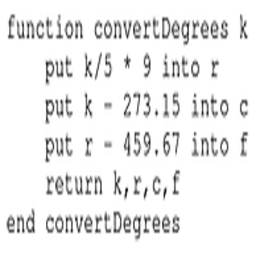 function convertDegrees k
put k/5 * 9 into r
put k - 273.15 into c
put r - 459.67 into f
return k,r,c,f
end convertDegrees